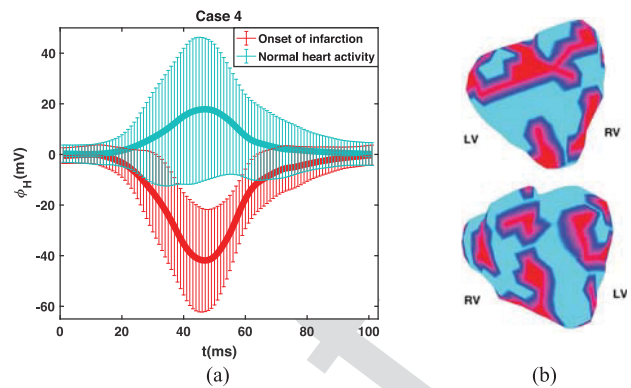 Case 4
Onset of infarction
Normal heart activity
ϕH(mV)
60
40
20
0
-20
-40
-60
0 20 40 60 80 100
t(ms)
(a)
LV
RV
RV
LV
(b)